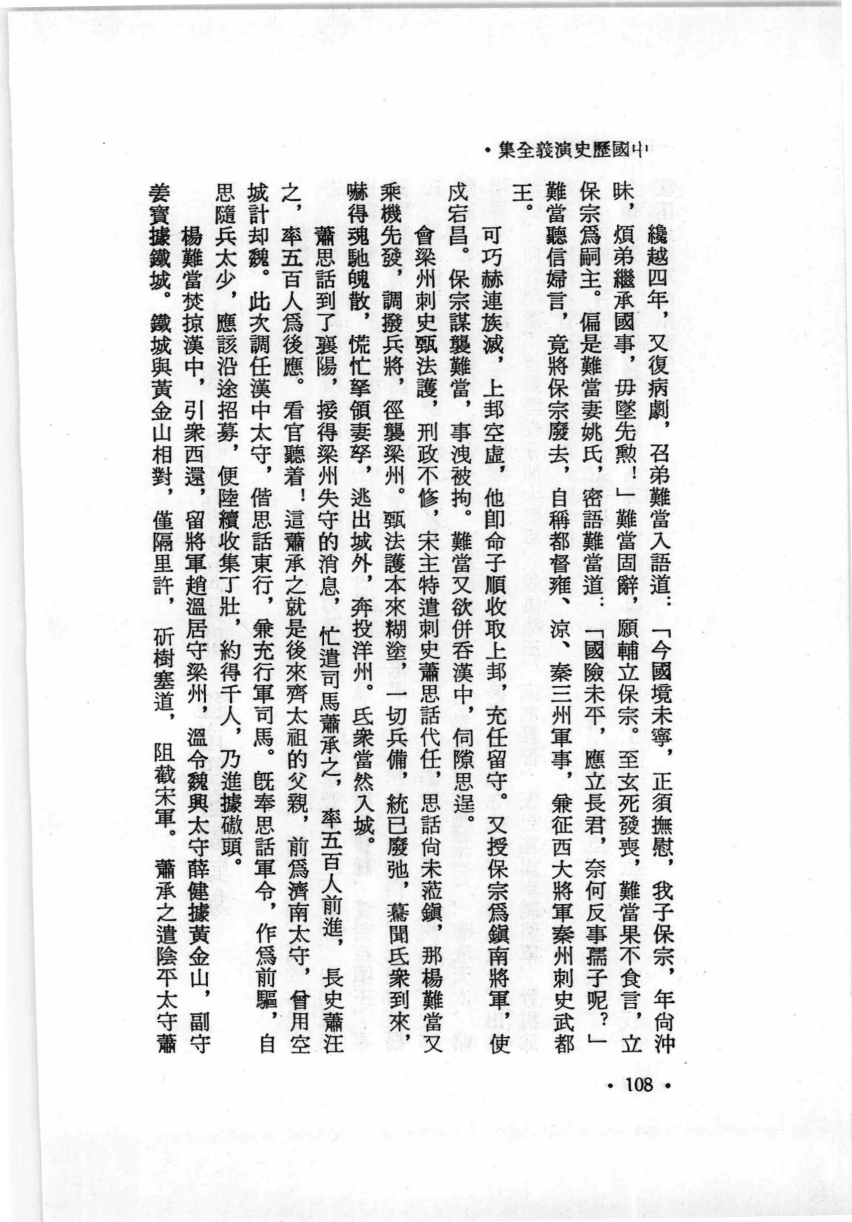 中國歷史演義全集・
纔越四年，又復病劇，召弟難當入語道：「今國境未寧，正須撫慰，我子保宗，年尙沖
昧，煩弟繼承國事，毋墜先勲！」難當固辭，願輔立保宗。至玄死發喪，難當果不食言，立
保宗爲嗣主。偏是難當妻姚氏，密語難當道：「國險未平，應立長君，奈何反事孺子呢？」
難當聽信婦言，竟將保宗廢去，自稱都督雍、涼、秦三州軍事，兼征西大將軍秦州刺史武都
王。
可巧赫連族滅，上邽空虛，他卽命子順收取上邽，充任留守。又授保宗爲鎭南將軍，使
戍宕昌。保宗謀襲難當，事洩被拘。難當又欲併吞漢中，伺隙思逞。
會梁州刺史甄法護，刑政不修，宋主特遣刺史蕭思話代任，思話尙未蒞鎭，那楊難當又
乘機先發，調撥兵將，徑襲梁州。甄法護本來糊塗，一切兵備，統已廢弛，驀聞氐衆到來，
嚇得魂馳魄散，慌忙挈領妻孥，逃出城外，奔投洋州。氐衆當然入城。
蕭思話到了襄陽，接得梁州失守的消息，忙遣司馬蕭承之，率五百人前進，長史蕭汪
之，率五百人爲後應。看官聽着！這蕭承之就是後來齊太祖的父親，前爲濟南太守，曾用空
城計却魏。此次調任漢中太守，偕思話東行，兼充行軍司馬。旣奉思話軍令，作爲前驅，自
思隨兵太少，應該沿途招募，便陸續收集丁壯，約得千人，乃進據磝頭。
楊難當焚掠漢中，引衆西還，留將軍趙溫居守梁州，溫令魏興太守薛健據黃金山，副守
姜寶據鐵城。鐵城與黃金山相對，僅隔里許，斫樹塞道，阻截宋軍。蕭承之遣陰平太守蕭
・108・